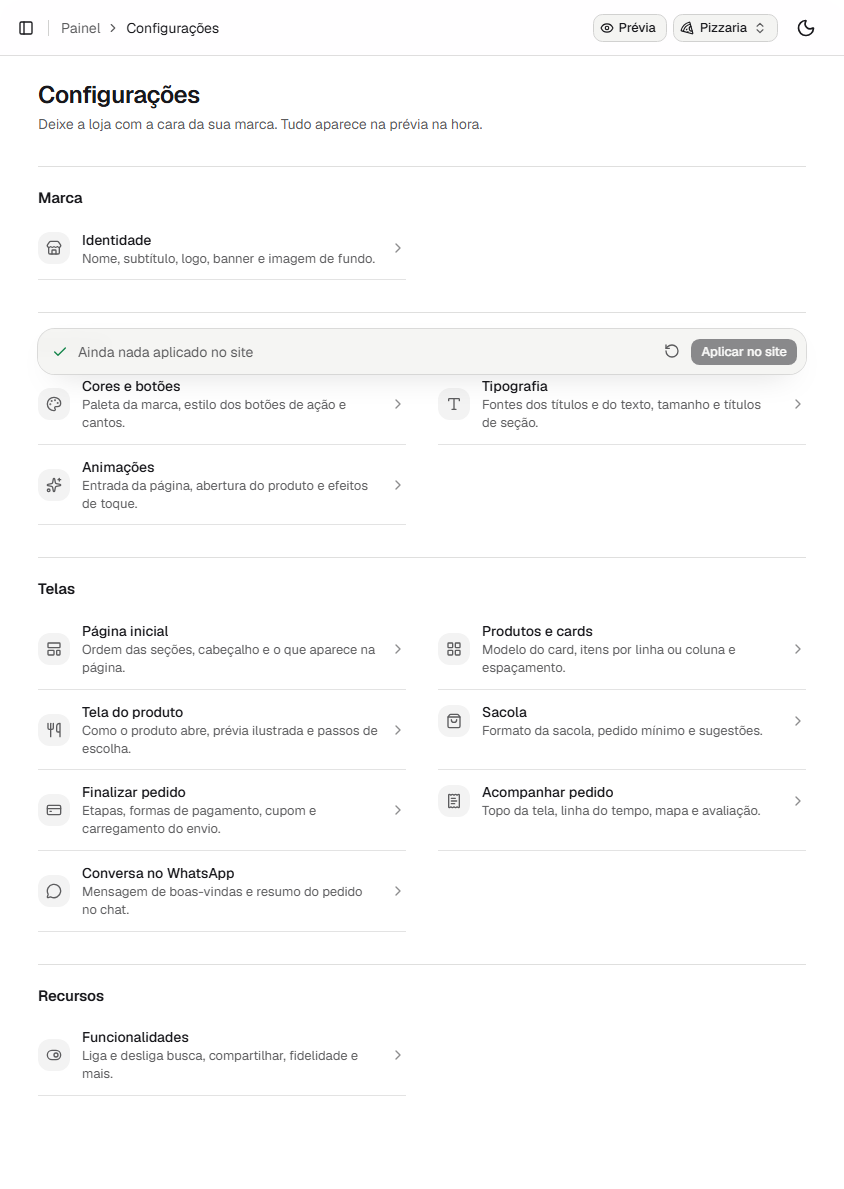 Painel
Configurações
Prévia
Pizzaria
Configurações
Deixe a loja com a cara da sua marca. Tudo aparece na prévia na hora.
Marca
Identidade
Nome, subtítulo, logo, banner e imagem de fundo.
Ainda nada aplicado no site
Aplicar no site
Cores e botões
Paleta da marca, estilo dos botões de ação e
cantos.
Tipografia
Fontes dos títulos e do texto, tamanho e títulos
de seção.
Animações
Entrada da página, abertura do produto e efeitos
de toque.
Telas
Página inicial
Ordem das seções, cabeçalho e o que aparece na
página.
Produtos e cards
Modelo do card, itens por linha ou coluna e
espaçamento.
Tela do produto
Como o produto abre, prévia ilustrada e passos de
escolha.
Sacola
Formato da sacola, pedido mínimo e sugestões.
Finalizar pedido
Etapas, formas de pagamento, cupom e
carregamento do envio.
Acompanhar pedido
Topo da tela, linha do tempo, mapa e avaliação.
Conversa no WhatsApp
Mensagem de boas-vindas e resumo do pedido
no chat.
Recursos
Funcionalidades
Liga e desliga busca, compartilhar, fidelidade e
mais.